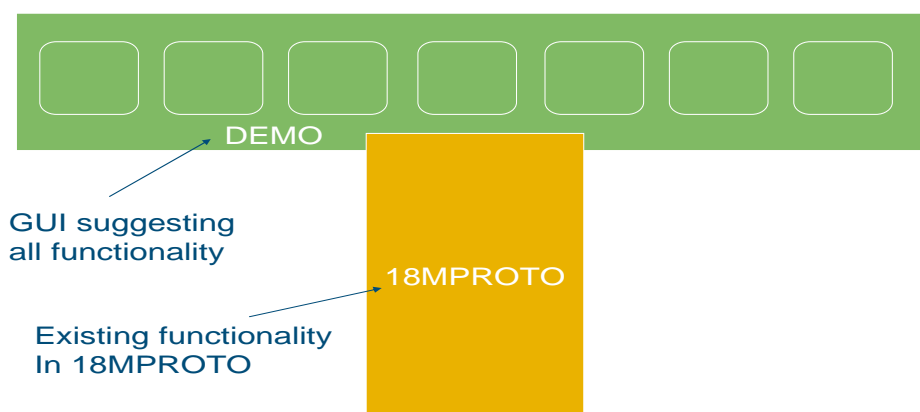 DEMO
GUI suggesting
all functionality
18MPROTO
Existing functionality
In 18MPROTO